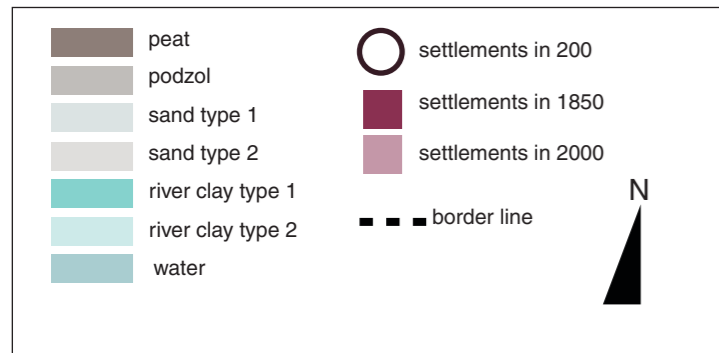 peat
podzol
sand type 1
sand type 2
river clay type 1
river clay type 2
water
settlements in 200
settlements in 1850
settlements in 2000
border line
N